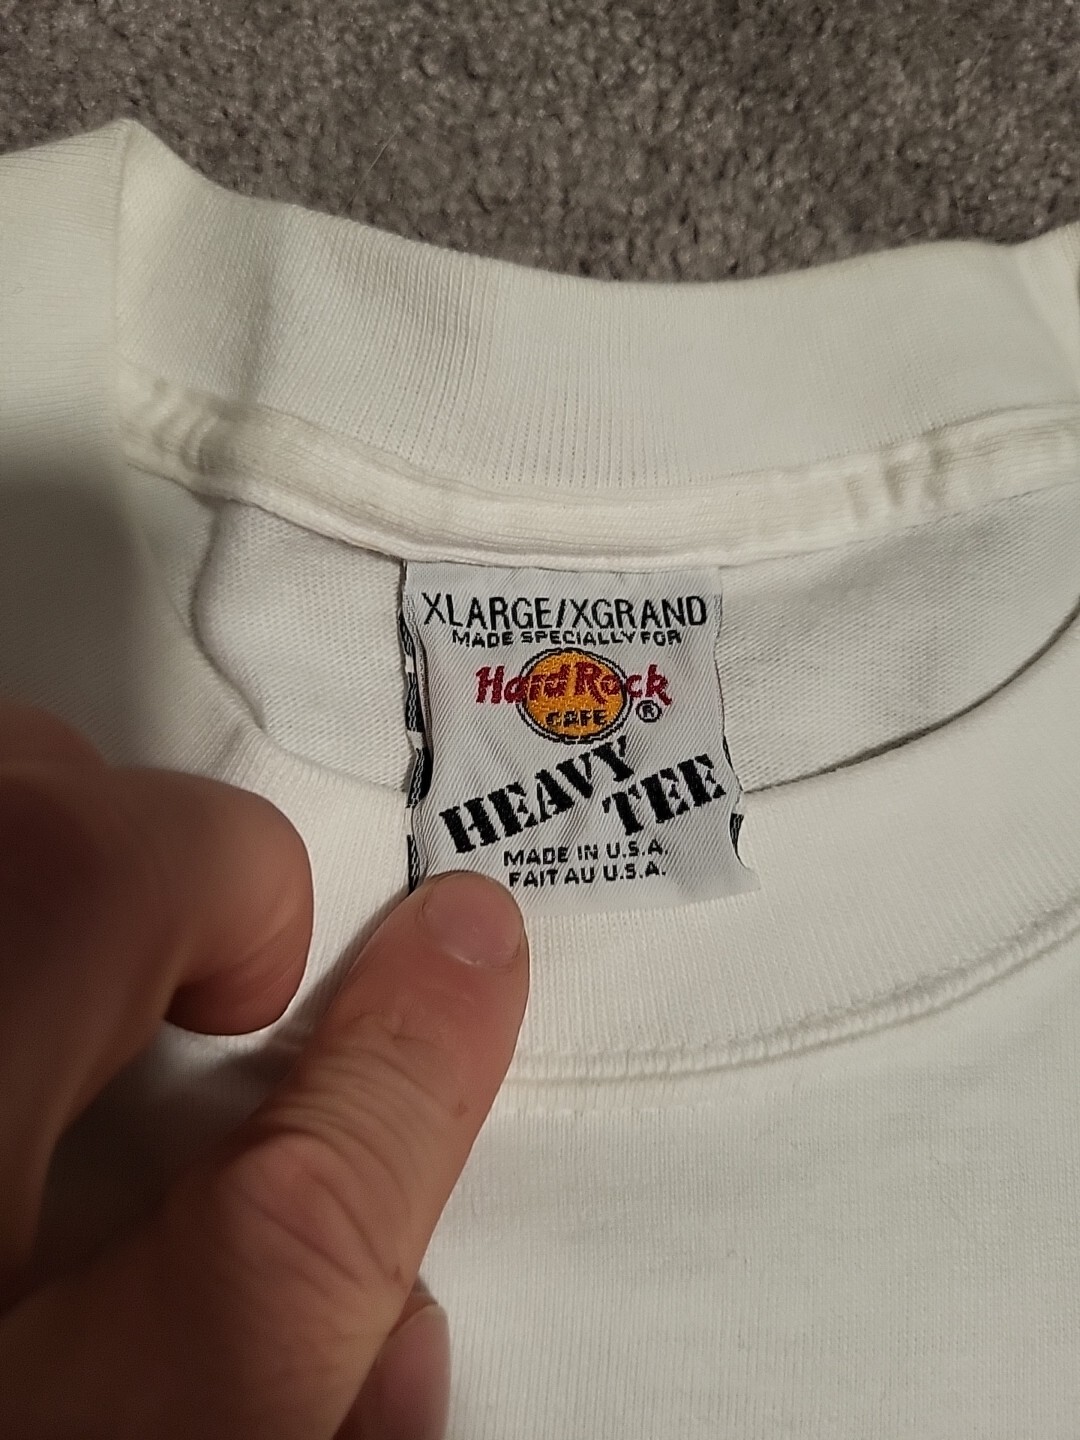 XLARGE/XGRAND
MADE SPECIALLY FOR
Hard Rock
CAFE ®
HEAVY
TEE
MADE IN U.S.A.
FAIT AU U.S.A.